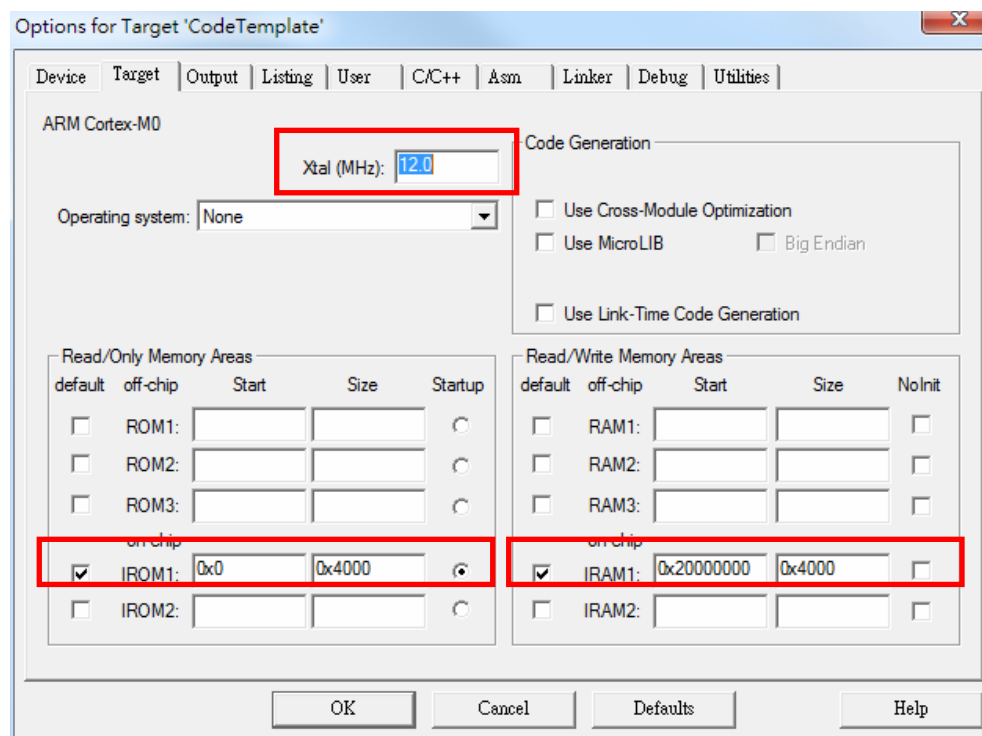 Options for Target 'CodeTemplate'
Device Target Output Listing User C/C++ Asm Linker Debug Utilities
ARM Cortex-M0
Xtal (MHz): 12.0
Operating system: None
Code Generation
Use Cross-Module Optimization
Use MicroLIB Big Endian
Use Link-Time Code Generation
Read/Only Memory Areas
default off-chip Start Size Startup
ROM1:
ROM2:
ROM3:
on-chip
IROM1: 0x0 0x4000
IROM2:
Read/Write Memory Areas
default off-chip Start Size NoInit
RAM1:
RAM2:
RAM3:
on-chip
IRAM1: 0x20000000 0x4000
IRAM2:
OK Cancel Defaults Help